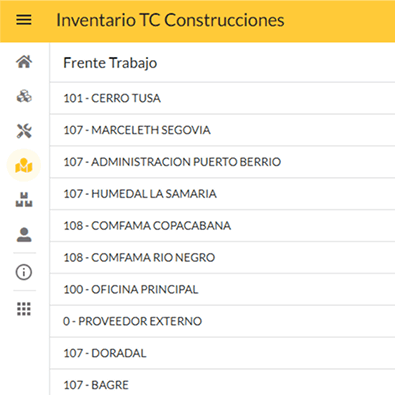 Inventario TC Construcciones
Frente Trabajo
101 - CERRO TUSA
107 - MARCELETH SEGOVIA
107 - ADMINISTRACION PUERTO BERRIO
107 - HUMEDAL LA SAMARIA
108 - COMFAMA COPACABANA
108 - COMFAMA RIO NEGRO
100 - OFICINA PRINCIPAL
0 - PROVEEDOR EXTERNO
107 - DORADAL
107 - BAGRE